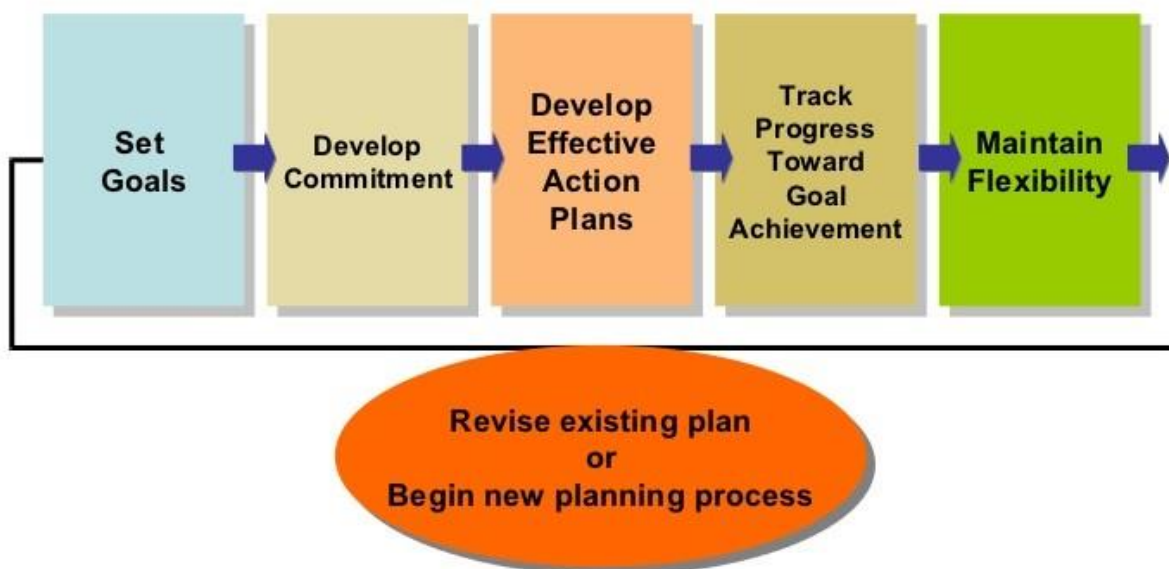 Set
Goals
Develop
Commitment
Develop
Effective
Action
Plans
Track
Progress
Toward
Goal
Achievement
Maintain
Flexibility
Revise existing plan
or
Begin new planning process